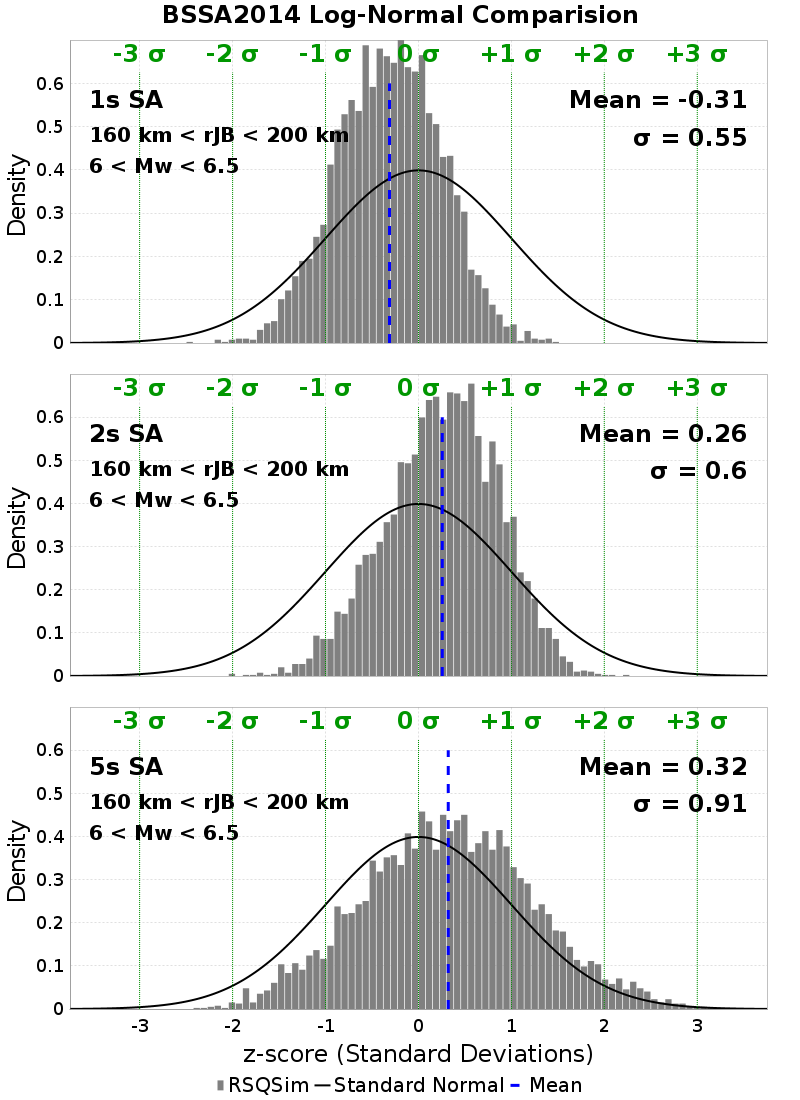 BSSA2014 Log-Normal Comparision
-3 σ -2 σ -1 σ 0 σ +1 σ +2 σ +3 σ
1s SA Mean = -0.31
160 km < rJB < 200 km σ = 0.55
6 < Mw < 6.5
Density
0.6
0.5
0.4
0.3
0.2
0.1
0
-3 σ -2 σ -1 σ 0 σ +1 σ +2 σ +3 σ
2s SA Mean = 0.26
160 km < rJB < 200 km σ = 0.6
6 < Mw < 6.5
Density
0.6
0.5
0.4
0.3
0.2
0.1
0
-3 σ -2 σ -1 σ 0 σ +1 σ +2 σ +3 σ
5s SA Mean = 0.32
160 km < rJB < 200 km σ = 0.91
6 < Mw < 6.5
Density
0.6
0.5
0.4
0.3
0.2
0.1
0
-3 -2 -1 0 1 2 3
z-score (Standard Deviations)
RSQSim Standard Normal Mean